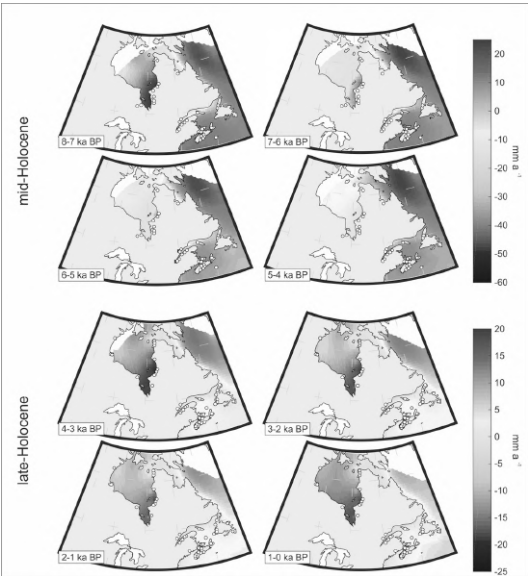 mid-Holocene
8-7 ka BP
7-6 ka BP
6-5 ka BP
5-4 ka BP
20
10
0
-10
-20
-30
-40
-50
-60
mm a⁻¹
late-Holocene
4-3 ka BP
3-2 ka BP
2-1 ka BP
1-0 ka BP
20
15
10
5
0
-5
-10
-15
-20
-25
mm a⁻¹